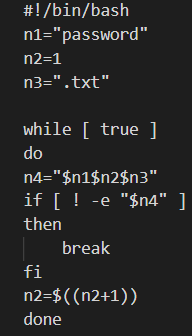 #!/bin/bash
n1="password"
n2=1
n3=".txt"

while [ true ]
do
n4="$n1$n2$n3"
if [ ! -e "$n4" ]
then
    break
fi
n2=$((n2+1))
done